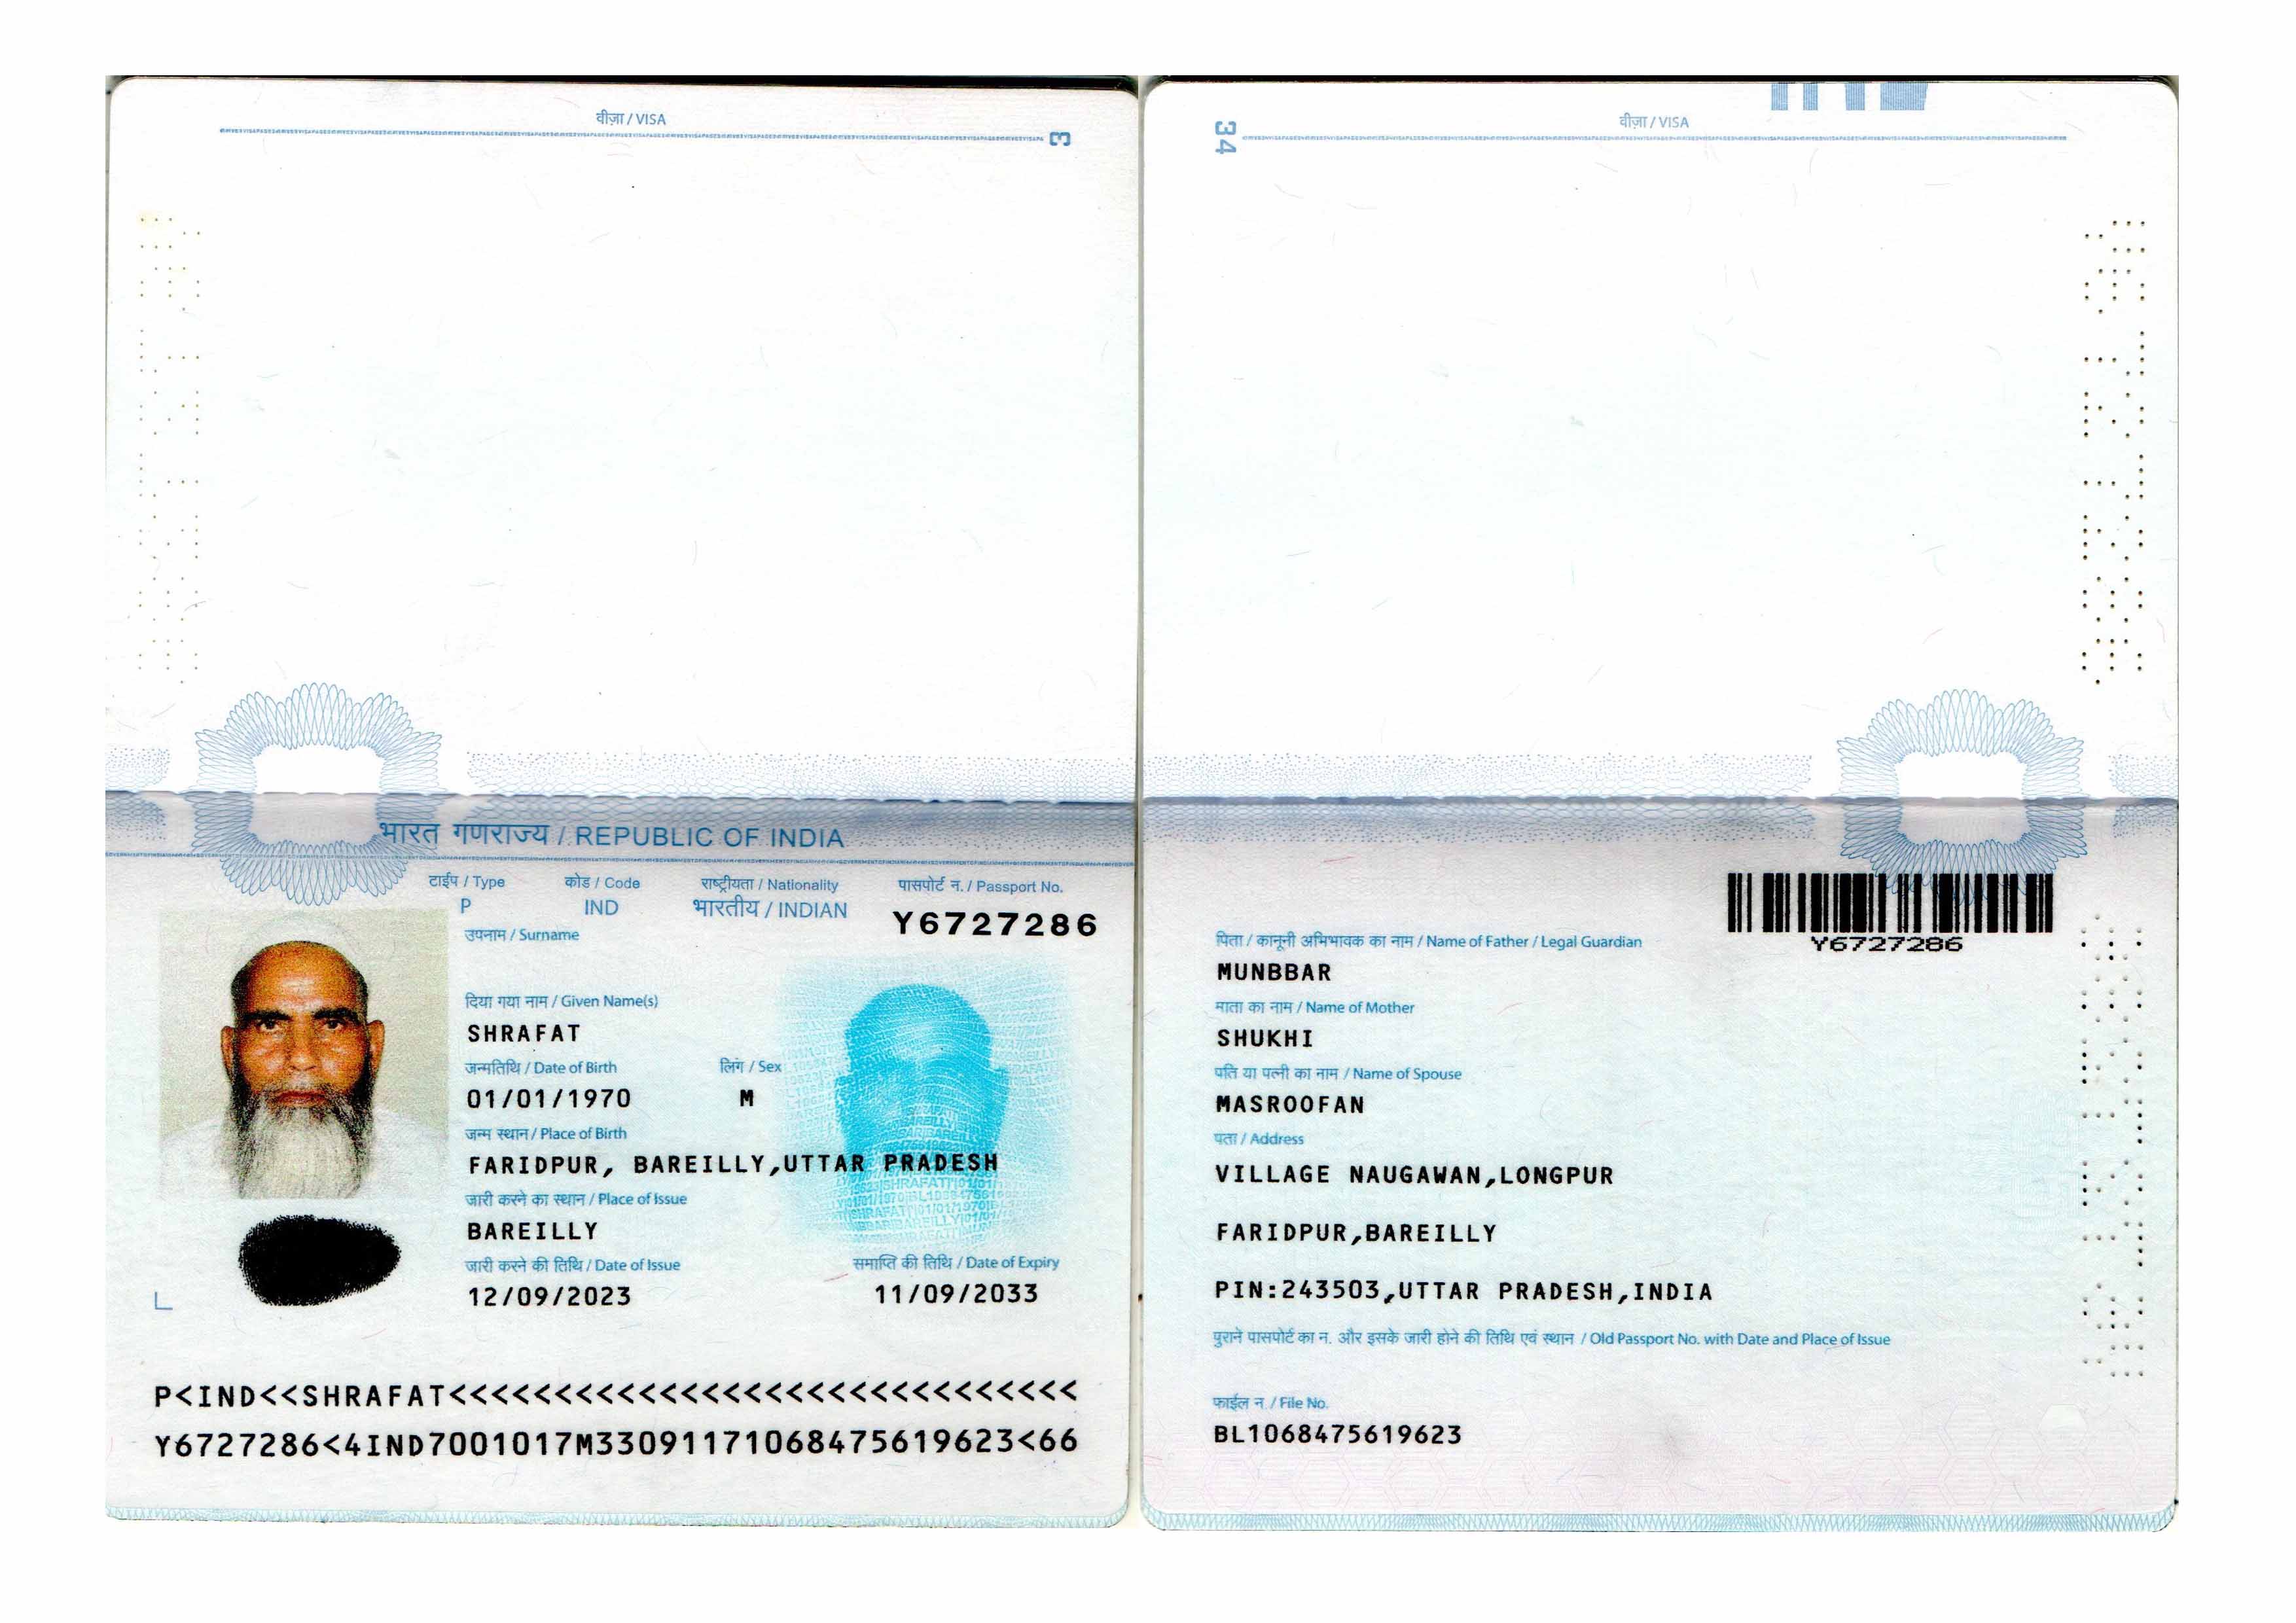 वीज़ा / VISA
3
भारत गणराज्य / REPUBLIC OF INDIA
टाईप / Type
कोड / Code
राष्ट्रीयता / Nationality
पासपोर्ट न. / Passport No.
P
IND
भारतीय / INDIAN
Y6727286
उपनाम / Surname
दिया गया नाम / Given Name(s)
SHRAFAT
जन्मतिथि / Date of Birth
लिंग / Sex
01/01/1970
M
जन्म स्थान / Place of Birth
FARIDPUR, BAREILLY,UTTAR PRADESH
जारी करने का स्थान / Place of Issue
BAREILLY
जारी करने की तिथि / Date of Issue
समाप्ति की तिथि / Date of Expiry
12/09/2023
11/09/2033
P<IND<<SHRAFAT<<<<<<<<<<<<<<<<<<<<<<<<<<<<<<
Y6727286<4IND7001017M33091171068475619623<66
34
वीज़ा / VISA
Y6727286
पिता / कानूनी अभिभावक का नाम / Name of Father / Legal Guardian
MUNBBAR
माता का नाम / Name of Mother
SHUKHI
पति या पत्नी का नाम / Name of Spouse
MASROOFAN
पता / Address
VILLAGE NAUGAWAN,LONGPUR
FARIDPUR,BAREILLY
PIN:243503,UTTAR PRADESH,INDIA
पुराने पासपोर्ट का न. और इसके जारी होने की तिथि एवं स्थान / Old Passport No. with Date and Place of Issue
फाईल न. / File No.
BL1068475619623